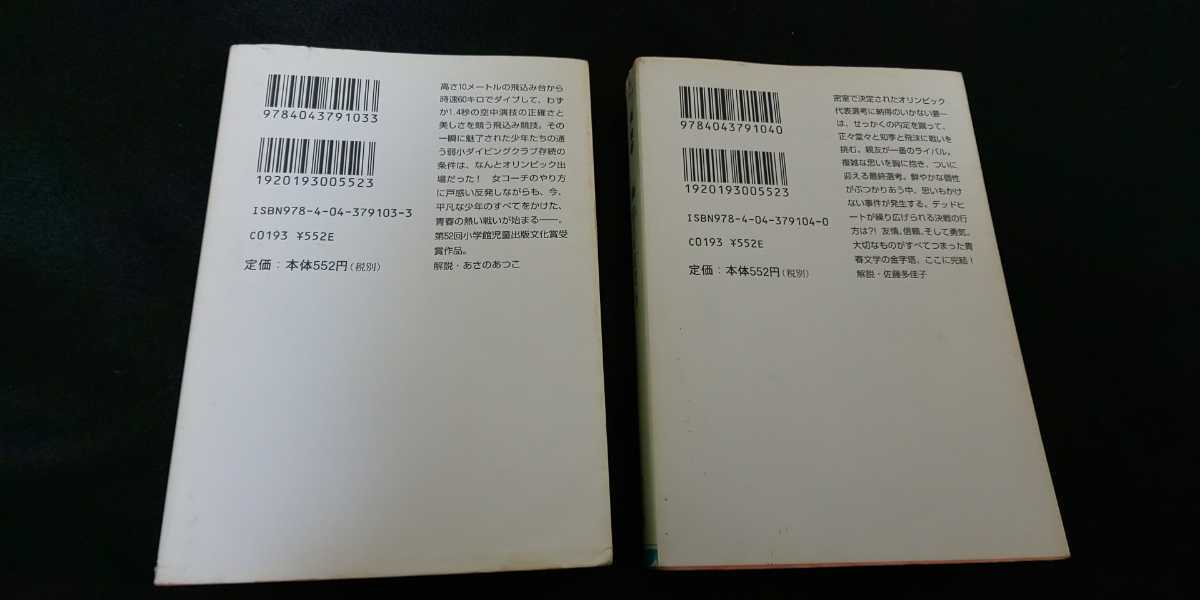 9784043791033
1920193005523
ISBN978-4-04-379103-3
C0193 ¥552E
定価:本体552円(税別)
高さ10メートルの飛込み台から
時速60キロでダイブして、わず
か1.4秒の空中演技の正確さと
美しさを競う飛込み競技。その
一瞬に魅了された少年たちの通
う弱小ダイビングクラブ存続の
条件は、なんとオリンピック出
場だった! 女コーチのやり方
に戸惑い反発しながらも、今、
平凡な少年のすべてをかけた、
青春の熱い戦いが始まる――。
第52回小学館児童出版文化賞受
賞作品。
解説・あさのあつこ
9784043791040
1920193005523
ISBN978-4-04-379104-0
C0193 ¥552E
定価:本体552円(税別)
密室で決定されたオリンピック
代表選考に納得のいかない要一
は、せっかくの内定を蹴って、
正々堂々と知季と飛沫に戦いを
挑む。親友が一番のライバル。
複雑な思いを胸に抱き、ついに
迎える最終選考。鮮やかな個性
がぶつかりあう中、思いもかけ
ない事件が発生する。デッドヒ
ートが繰り広げられる決戦の行
方は?! 友情、信頼、そして勇気。
大切なものがすべてつまった青
春文学の金字塔、ここに完結!
解説・佐藤多佳子